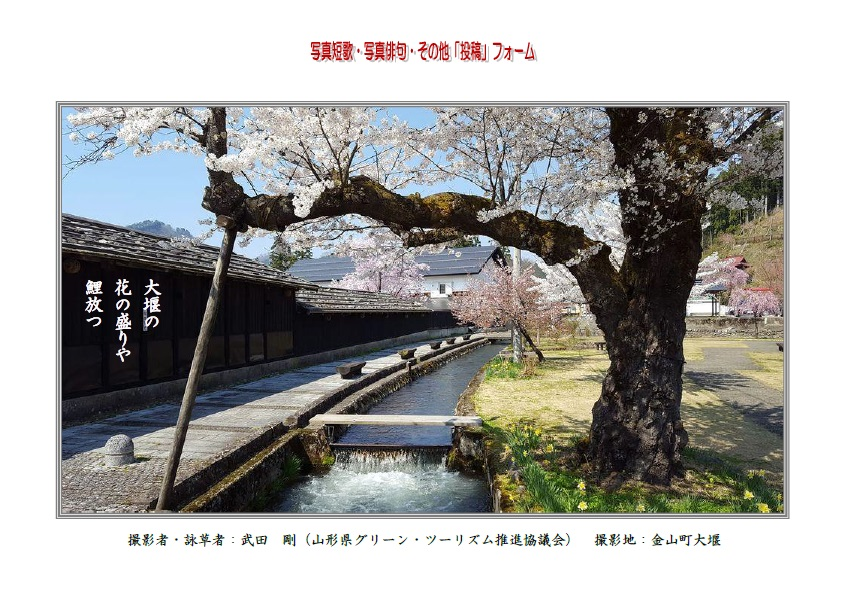 写真短歌・写真俳句・その他「投稿」フォーム
大堰の
花の盛りや
鯉放つ
撮影者・詠草者：武田　剛（山形県グリーン・ツーリズム推進協議会）　撮影地：金山町大堰